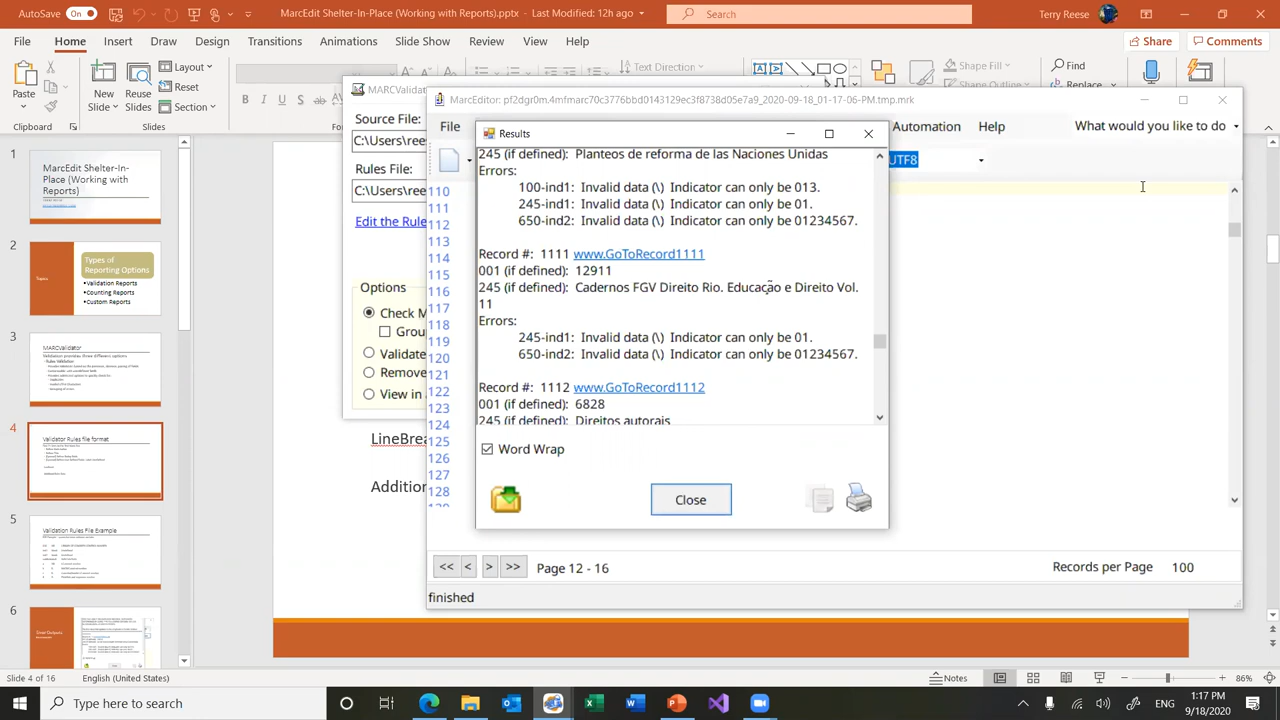 AutoSave On
MarcEdit Shelter-In-Place (Working with Reports).pptx - Last Modified: 12h ago
Search
Terry Reese
File Home Insert Draw Design Transitions Animations Slide Show Review View Help
Share Comments
Paste
Clipboard
New
Slide
Reuse
Slides
Layout
Reset
Section
Slides
Text Direction
Shape Fill
Shape Outline
Find
Replace
MARCValidat
Source File:
C:\Users\ree
Rules File:
C:\Users\ree
Edit the Rule
Options
Check M
Grou
Validate
Remove
View in
LineBrea
Addition
MarcEditor: pf2dgr0m.4mfmarc70c3776bbd0143129ec3f8738d05e7a9_2020-09-18_01-17-06-PM.tmp.mrk
File
Automation Help
What would you like to do
UTF8
Results
245 (if defined): Planteos de reforma de las Naciones Unidas
Errors:
100-ind1: Invalid data (\) Indicator can only be 013.
245-ind1: Invalid data (\) Indicator can only be 01.
650-ind2: Invalid data (\) Indicator can only be 01234567.
Record #: 1111 www.GoToRecord1111
001 (if defined): 12911
245 (if defined): Cadernos FGV Direito Rio. Educação e Direito Vol.
11
Errors:
245-ind1: Invalid data (\) Indicator can only be 01.
650-ind2: Invalid data (\) Indicator can only be 01234567.
Record #: 1112 www.GoToRecord1112
001 (if defined): 6828
245 (if defined): Direitos autorais
Word Wrap
Close
110
111
112
113
114
115
116
117
118
119
120
121
122
123
124
125
126
127
128
<< < > >> Page 12 - 16
Records per Page 100
finished
1
MarcEdit Shelter-In-Place (Working with Reports)
2
Topics
Types of Reporting Options
•Validation Reports
•Counting Reports
•Custom Reports
3
MARCValidator
4
Validator Rules file format
5
Validation Rules File Example
6
Slide 4 of 16
English (United States)
Notes
86%
Type here to search
1:17 PM
9/18/2020